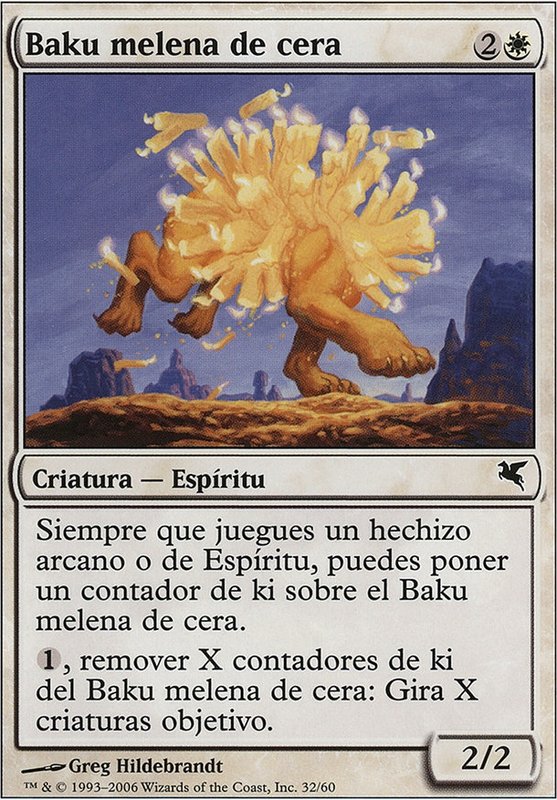 Baku melena de cera 2
Criatura — Espíritu
Siempre que juegues un hechizo
arcano o de Espíritu, puedes poner
un contador de ki sobre el Baku
melena de cera.
1, remover X contadores de ki
del Baku melena de cera: Gira X
criaturas objetivo.
2/2
Greg Hildebrandt
™ & © 1993–2006 Wizards of the Coast, Inc. 32/60